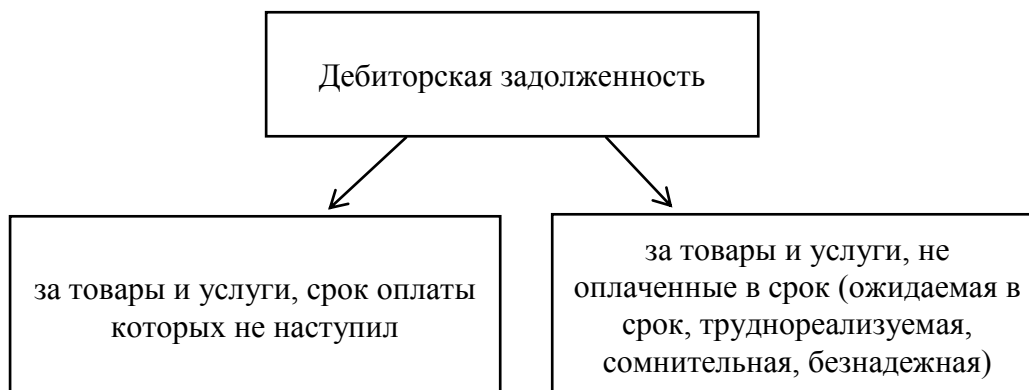 Дебиторская задолженность
за товары и услуги, срок оплаты
которых не наступил
за товары и услуги, не
оплаченные в срок (ожидаемая в
срок, труднореализуемая,
сомнительная, безнадежная)